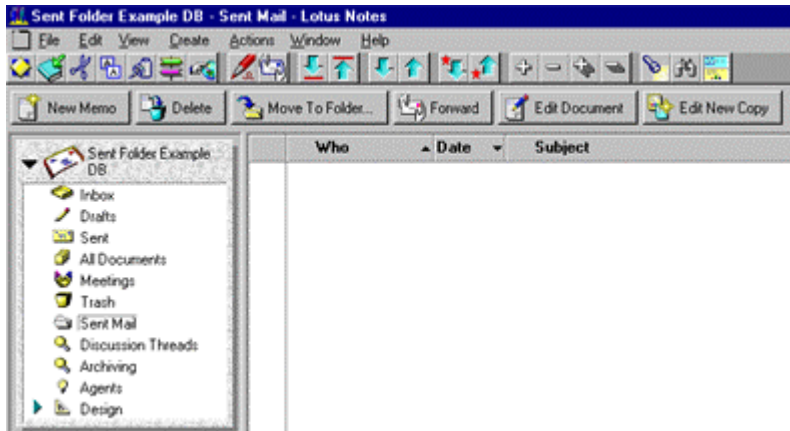 Sent Folder Example DB - Sent Mail - Lotus Notes
File Edit View Create Actions Window Help
New Memo Delete Move To Folder... Forward Edit Document Edit New Copy
Who Date Subject
Sent Folder Example
DB
Inbox
Drafts
Sent
All Documents
Meetings
Trash
Sent Mail
Discussion Threads
Archiving
Agents
Design